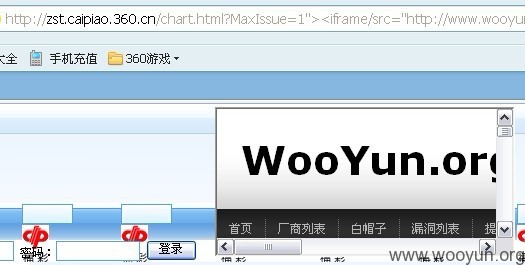 http://zst.caipiao.360.cn/chart.html?MaxIssue=1"><iframe/src="http://www.wooyun
大全 手机充值 360游戏
WooYun.org
首页 厂商列表 白帽子 漏洞列表 提
密码: 登录
www.wooyun.org